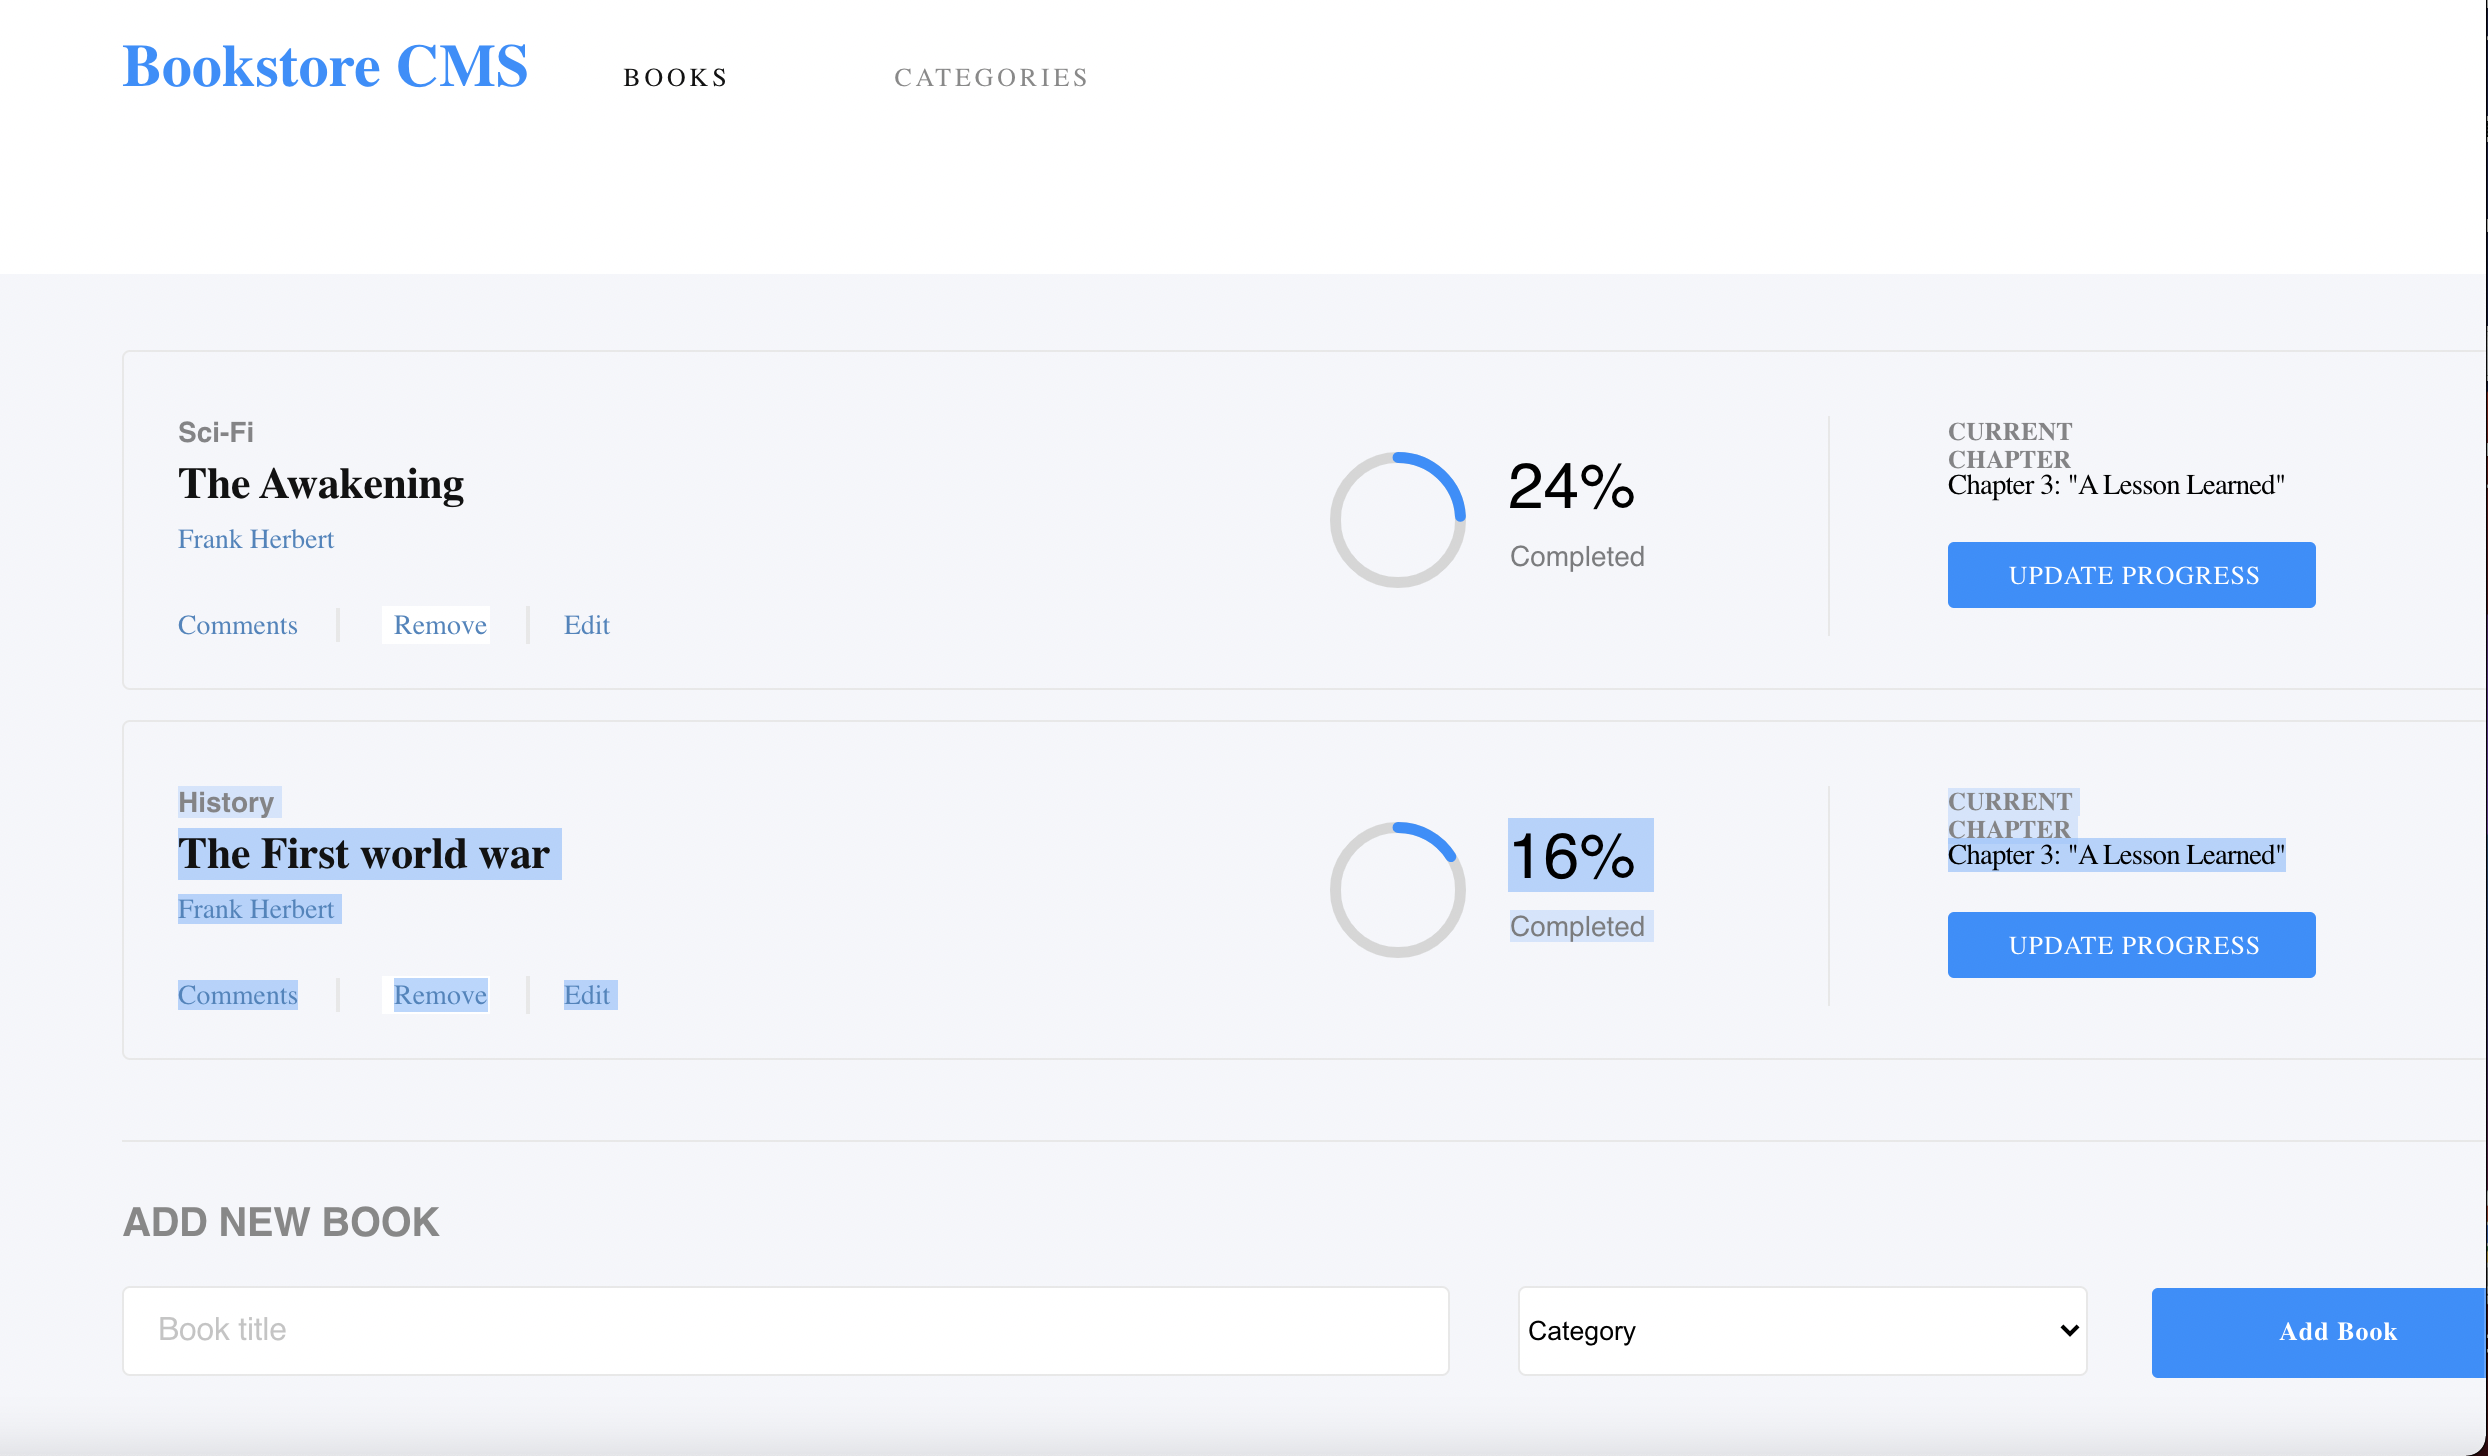 Bookstore CMS
BOOKS
CATEGORIES
Sci-Fi
The Awakening
Frank Herbert
Comments
Remove
Edit
24%
Completed
CURRENT
CHAPTER
Chapter 3: "A Lesson Learned"
UPDATE PROGRESS
History
The First world war
Frank Herbert
Comments
Remove
Edit
16%
Completed
CURRENT
CHAPTER
Chapter 3: "A Lesson Learned"
UPDATE PROGRESS
ADD NEW BOOK
Book title
Category
Add Book